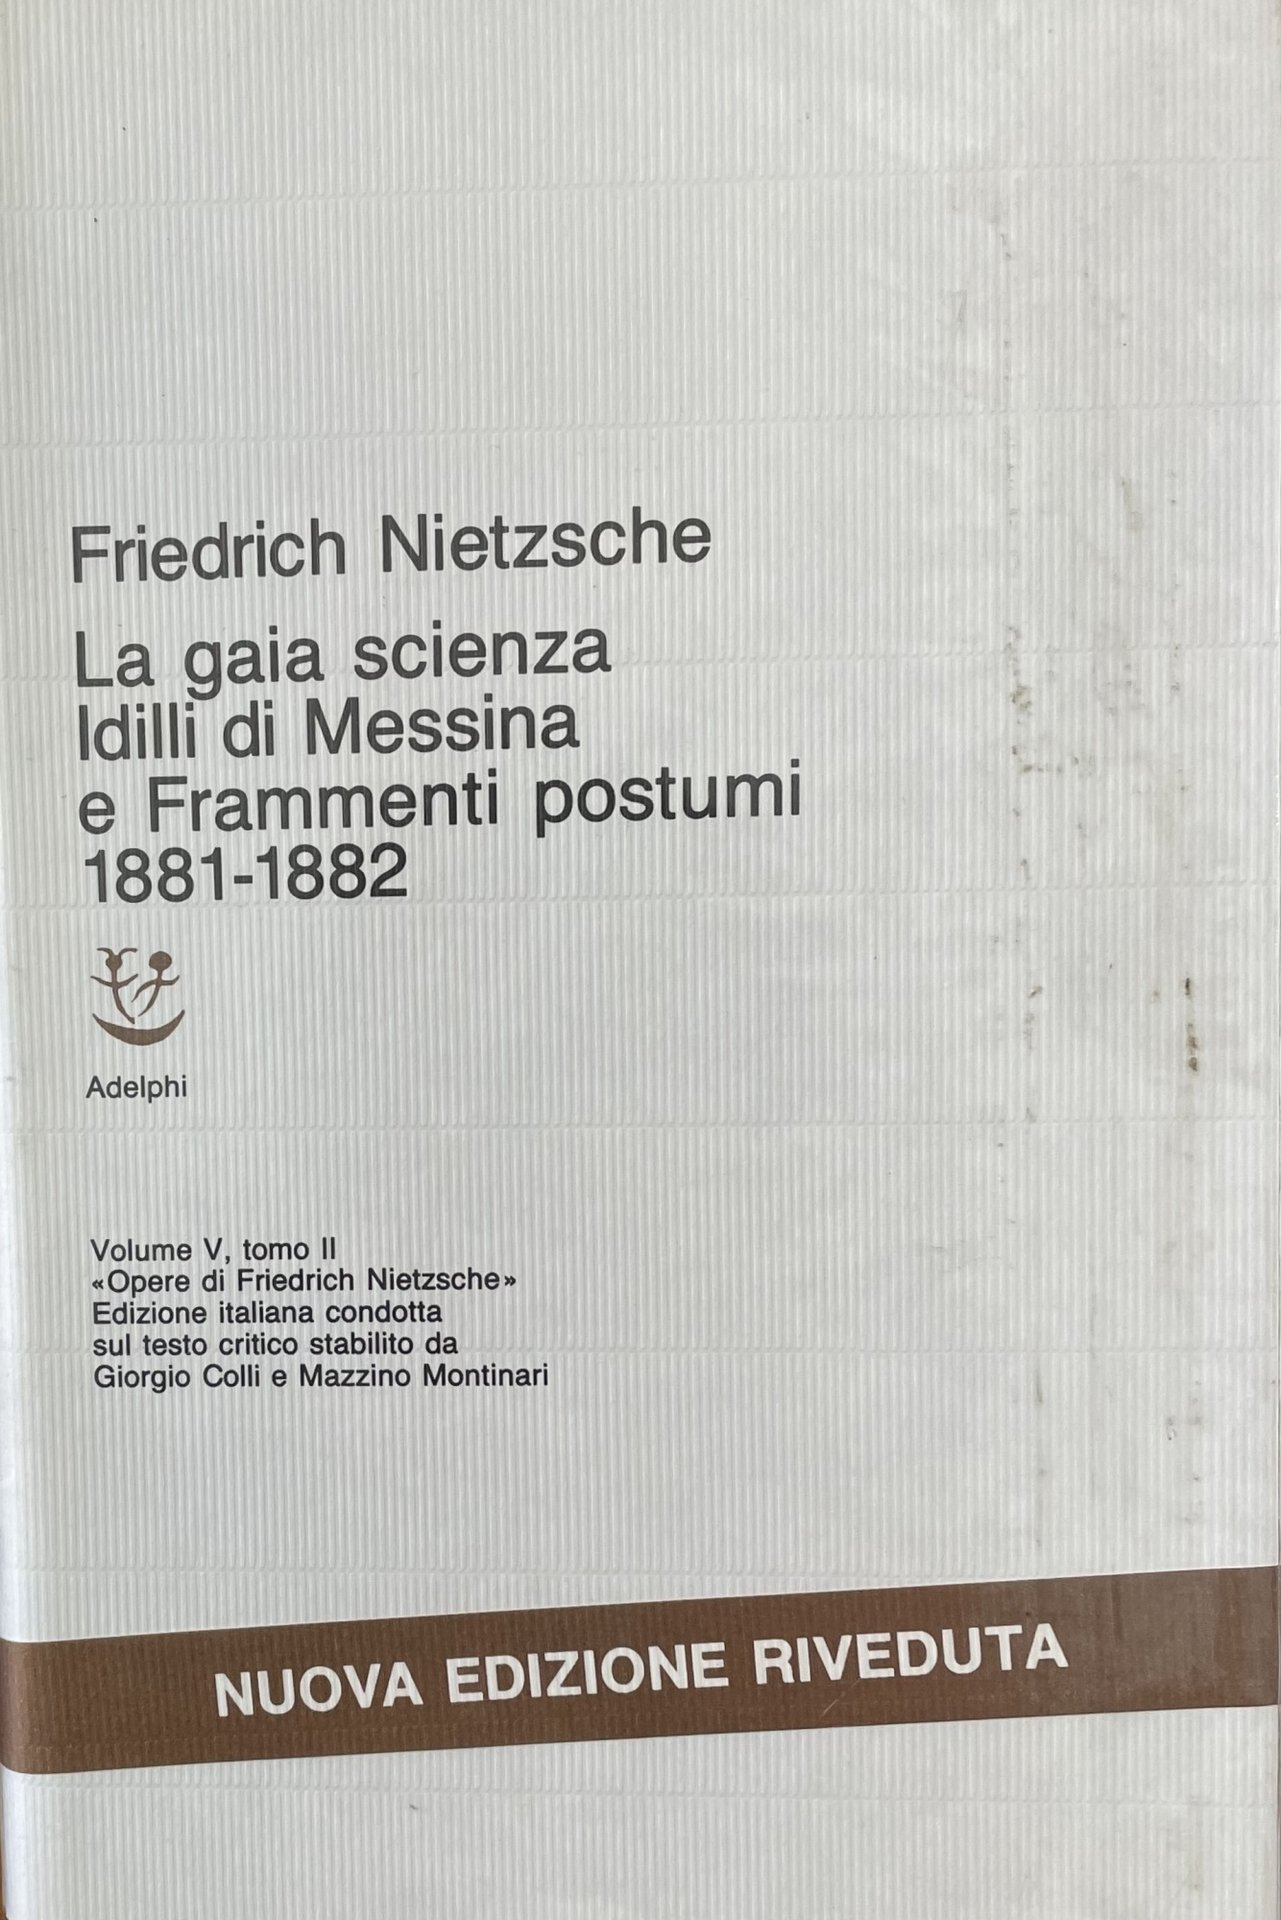 Friedrich Nietzsche
La gaia scienza
Idilli di Messina
e Frammenti postumi
1881-1882
Adelphi
Volume V, tomo II
«Opere di Friedrich Nietzsche»
Edizione italiana condotta
sul testo critico stabilito da
Giorgio Colli e Mazzino Montinari
NUOVA EDIZIONE RIVEDUTA